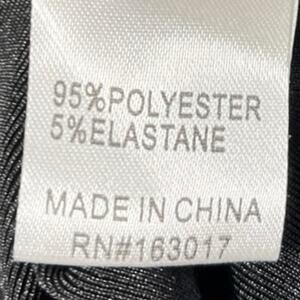 95%POLYESTER
5%ELASTANE
MADE IN CHINA
RN#163017